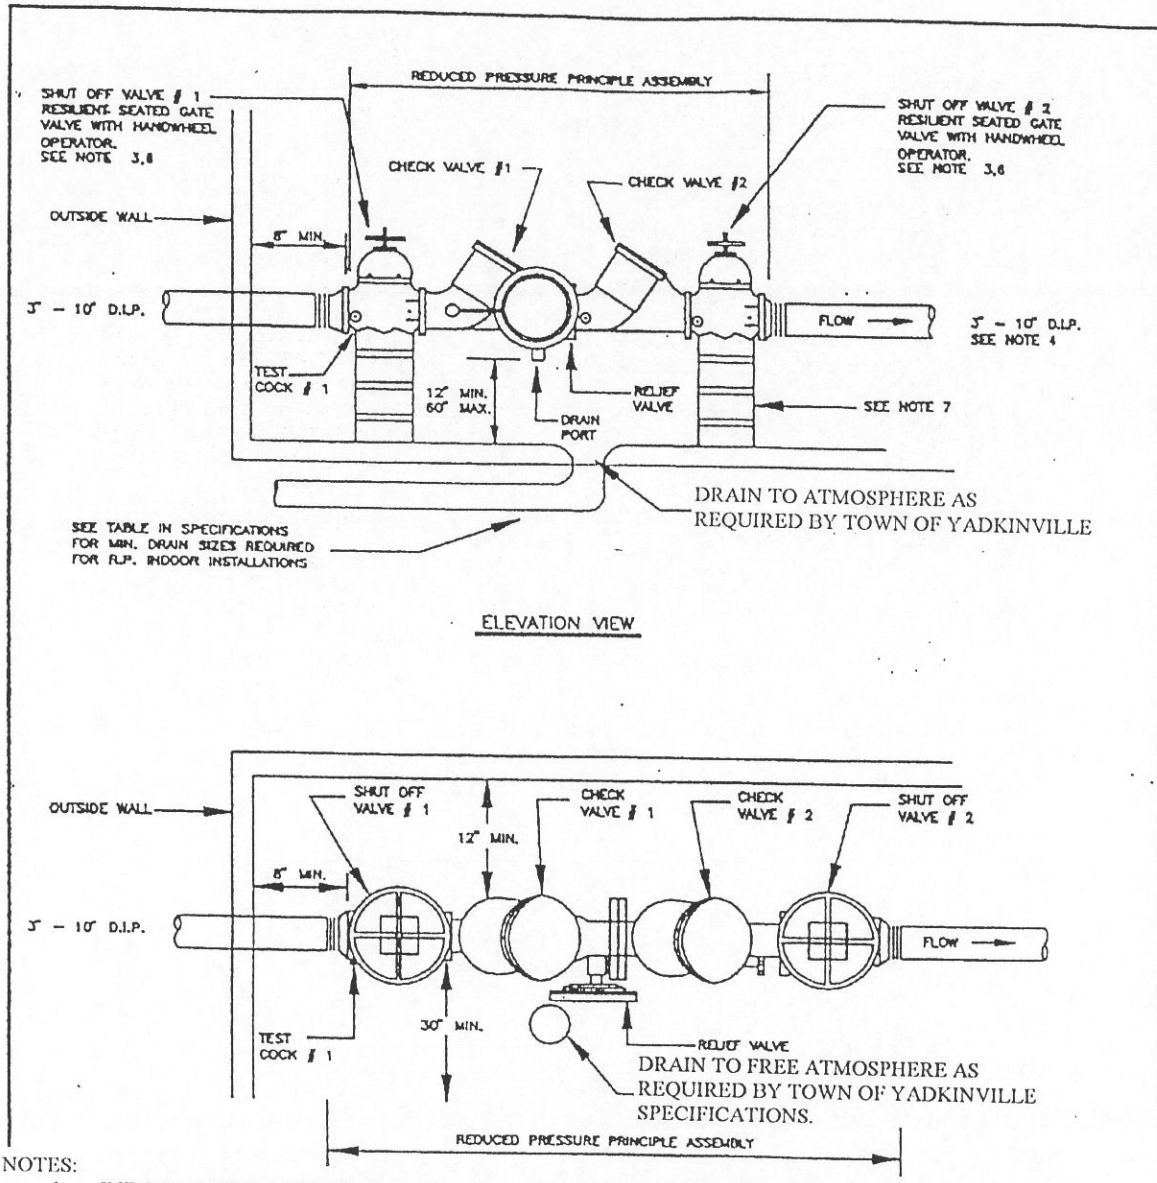 REDUCED PRESSURE PRINCIPLE ASSEMBLY
SHUT OFF VALVE # 1
RESILIENT SEATED GATE
VALVE WITH HANDWHEEL
OPERATOR.
SEE NOTE 3,6
SHUT OFF VALVE # 2
RESILIENT SEATED GATE
VALVE WITH HANDWHEEL
OPERATOR.
SEE NOTE 3,6
CHECK VALVE #1
CHECK VALVE #2
OUTSIDE WALL
8" MIN.
3" - 10" D.I.P.
FLOW
3" - 10" D.I.P.
SEE NOTE 4
TEST
COCK # 1
12" MIN.
60" MAX.
DRAIN
PORT
RELIEF
VALVE
SEE NOTE 7
DRAIN TO ATMOSPHERE AS
REQUIRED BY TOWN OF YADKINVILLE
SEE TABLE IN SPECIFICATIONS
FOR MIN. DRAIN SIZES REQUIRED
FOR R.P. INDOOR INSTALLATIONS
ELEVATION VIEW
OUTSIDE WALL
SHUT OFF
VALVE # 1
12" MIN.
CHECK
VALVE # 1
CHECK
VALVE # 2
SHUT OFF
VALVE # 2
8" MIN.
3" - 10" D.I.P.
FLOW
TEST
COCK # 1
30" MIN.
RELIEF VALVE
DRAIN TO FREE ATMOSPHERE AS
REQUIRED BY TOWN OF YADKINVILLE
SPECIFICATIONS.
REDUCED PRESSURE PRINCIPLE ASSEMBLY
NOTES: